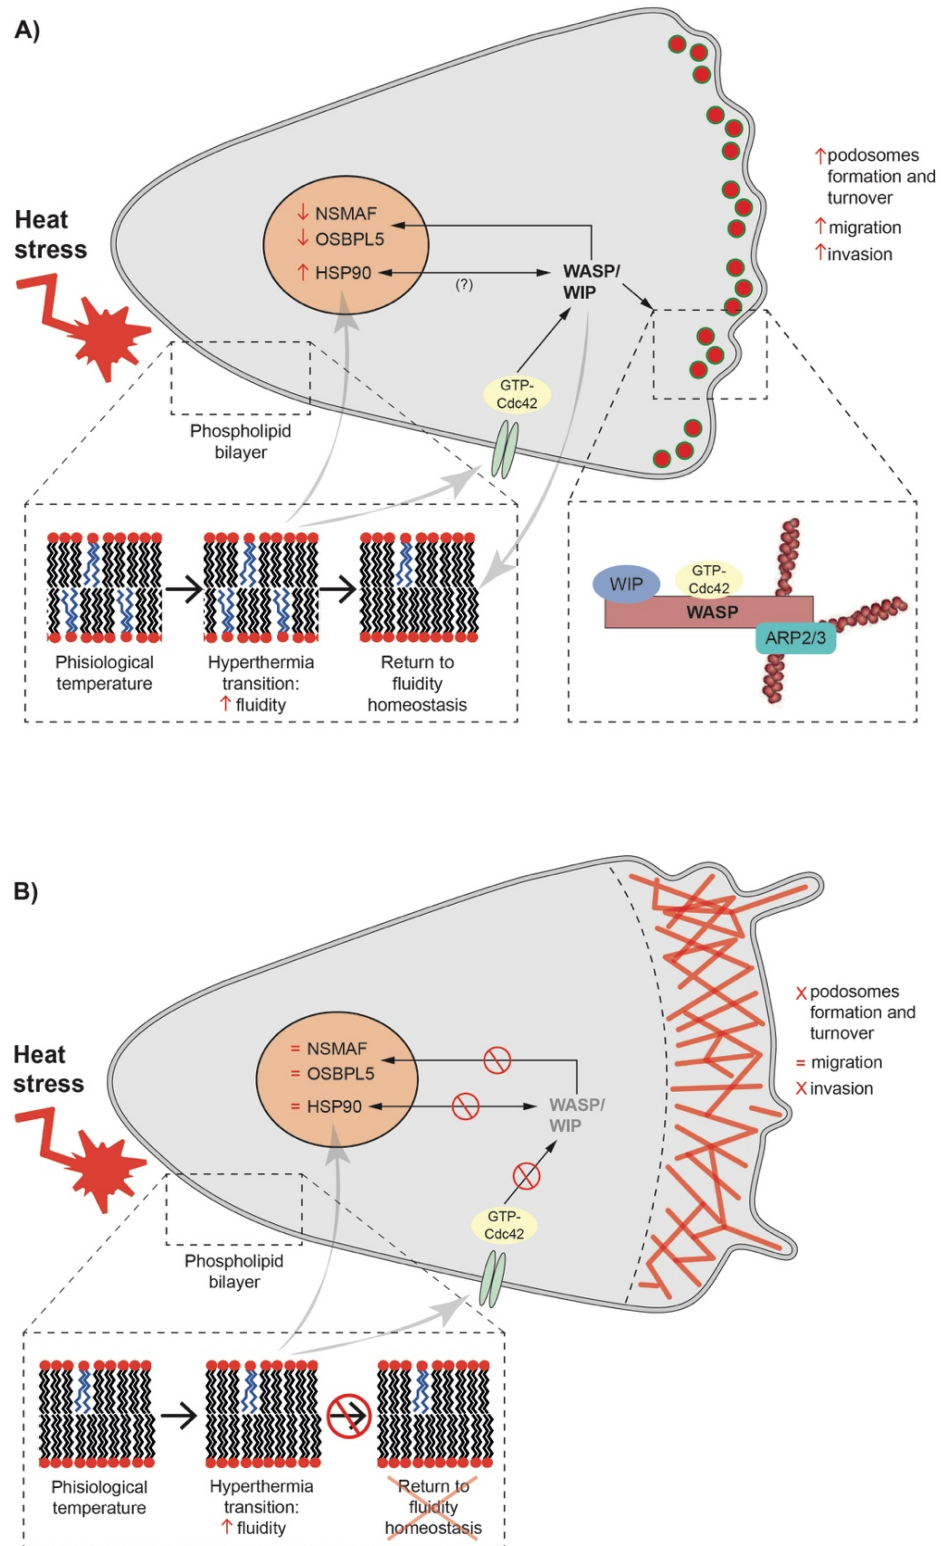 A)
Heat
stress
↓ NSMAF
↓ OSBPL5
↑ HSP90
(?)
WASP/
WIP
GTP-
Cdc42
Phospholipid
bilayer
↑podosomes
formation and
turnover
↑migration
↑invasion
Phisiological
temperature
Hyperthermia
transition:
↑ fluidity
Return to
fluidity
homeostasis
WIP
GTP-
Cdc42
WASP
ARP2/3
B)
Heat
stress
= NSMAF
= OSBPL5
= HSP90
WASP/
WIP
GTP-
Cdc42
Phospholipid
bilayer
X podosomes
formation and
turnover
= migration
X invasion
Phisiological
temperature
Hyperthermia
transition:
↑ fluidity
Return to
fluidity
homeostasis